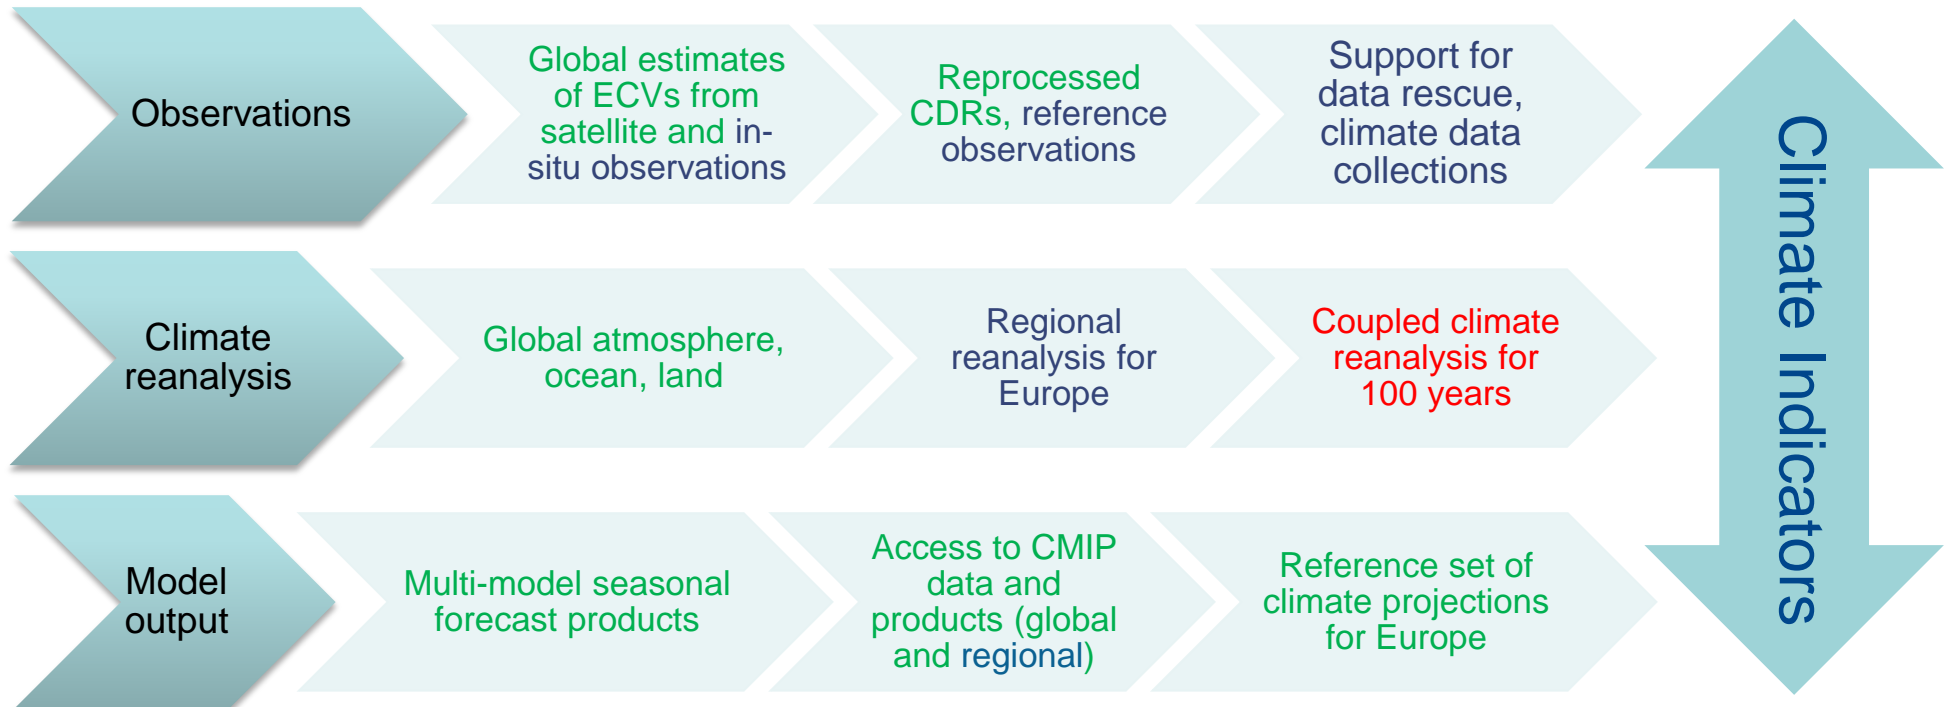 Observations
Global estimates
of ECVs from
satellite and in-
situ observations
Reprocessed
CDRs, reference
observations
Support for
data rescue,
climate data
collections
Climate
reanalysis
Global atmosphere,
ocean, land
Regional
reanalysis for
Europe
Coupled climate
reanalysis for
100 years
Model
output
Multi-model seasonal
forecast products
Access to CMIP
data and
products (global
and regional)
Reference set of
climate projections
for Europe
Climate Indicators